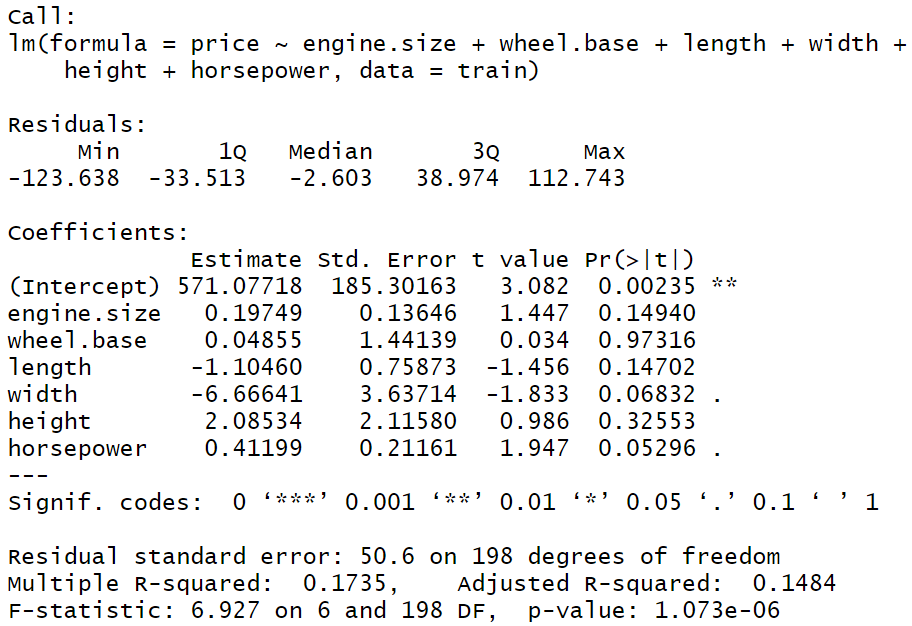 Call:
lm(formula = price ~ engine.size + wheel.base + length + width +
    height + horsepower, data = train)

Residuals:
     Min       1Q   Median       3Q      Max
-123.638  -33.513   -2.603   38.974  112.743

Coefficients:
            Estimate Std. Error t value Pr(>|t|)
(Intercept) 571.07718  185.30163   3.082  0.00235 **
engine.size   0.19749    0.13646   1.447  0.14940
wheel.base    0.04855    1.44139   0.034  0.97316
length       -1.10460    0.75873  -1.456  0.14702
width        -6.66641    3.63714  -1.833  0.06832 .
height        2.08534    2.11580   0.986  0.32553
horsepower    0.41199    0.21161   1.947  0.05296 .
---
Signif. codes:  0 ‘***’ 0.001 ‘**’ 0.01 ‘*’ 0.05 ‘.’ 0.1 ‘ ’ 1

Residual standard error: 50.6 on 198 degrees of freedom
Multiple R-squared:  0.1735,    Adjusted R-squared:  0.1484
F-statistic: 6.927 on 6 and 198 DF,  p-value: 1.073e-06